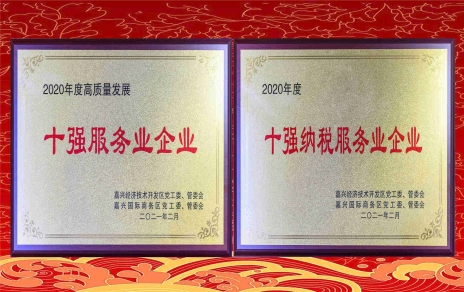 2020年度高质量发展
十强服务业企业
嘉兴经济技术开发区党工委、管委会
嘉兴国际商务区党工委、管委会
二〇二一年二月
2020年度
十强纳税服务业企业
嘉兴经济技术开发区党工委、管委会
嘉兴国际商务区党工委、管委会
二〇二一年二月